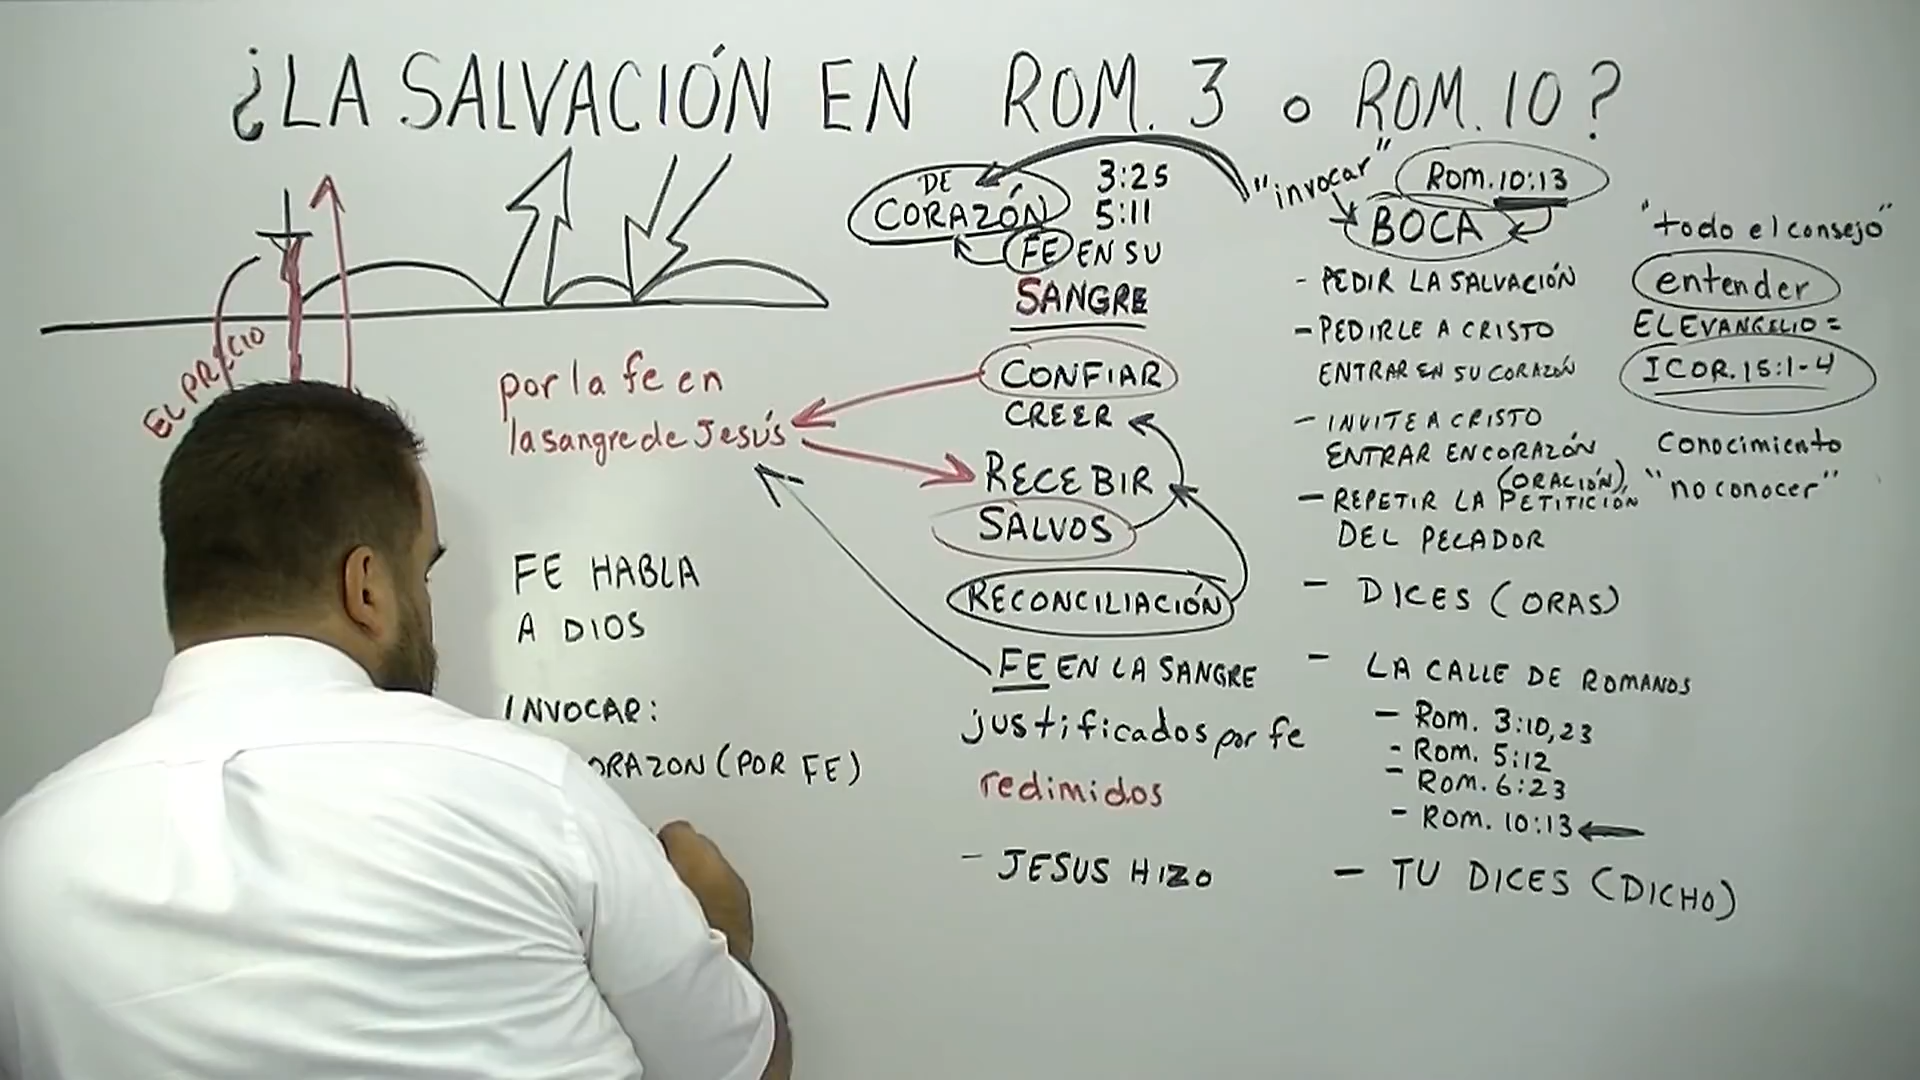 ¿LA SALVACIÓN EN ROM. 3 o ROM. 10?
EL PRECIO
por la fe en
la sangre de Jesús
FE HABLA
A DIOS
INVOCAR:
(POR FE)
DE
CORAZÓN
3:25
5:11
FE EN SU
SANGRE
CONFIAR
CREER
RECEBIR
SALVOS
RECONCILIACIÓN
FE EN LA SANGRE
justificados por fe
redimidos
- JESUS HIZO
"invocar"
Rom. 10:13
BOCA
- PEDIR LA SALVACIÓN
- PEDIRLE A CRISTO
ENTRAR EN SU CORAZÓN
- INVITE A CRISTO
ENTRAR EN CORAZÓN
(ORACIÓN)
- REPETIR LA PETITICIÓN
DEL PECADOR
- DICES (ORAS)
- LA CALLE DE ROMANOS
- Rom. 3:10,23
- Rom. 5:12
- Rom. 6:23
- Rom. 10:13
- TU DICES (DICHO)
"todo el consejo"
entender
EL EVANGELIO =
I COR. 15:1-4
Conocimiento
"no conocer"